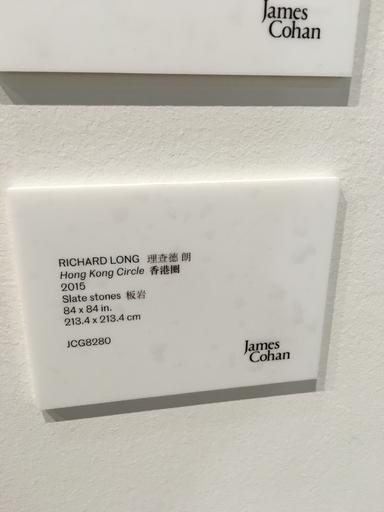 James
Cohan
RICHARD LONG 理查德 朗
Hong Kong Circle 香港圈
2015
Slate stones 板岩
84 x 84 in.
213.4 x 213.4 cm
JCG8280
James
Cohan